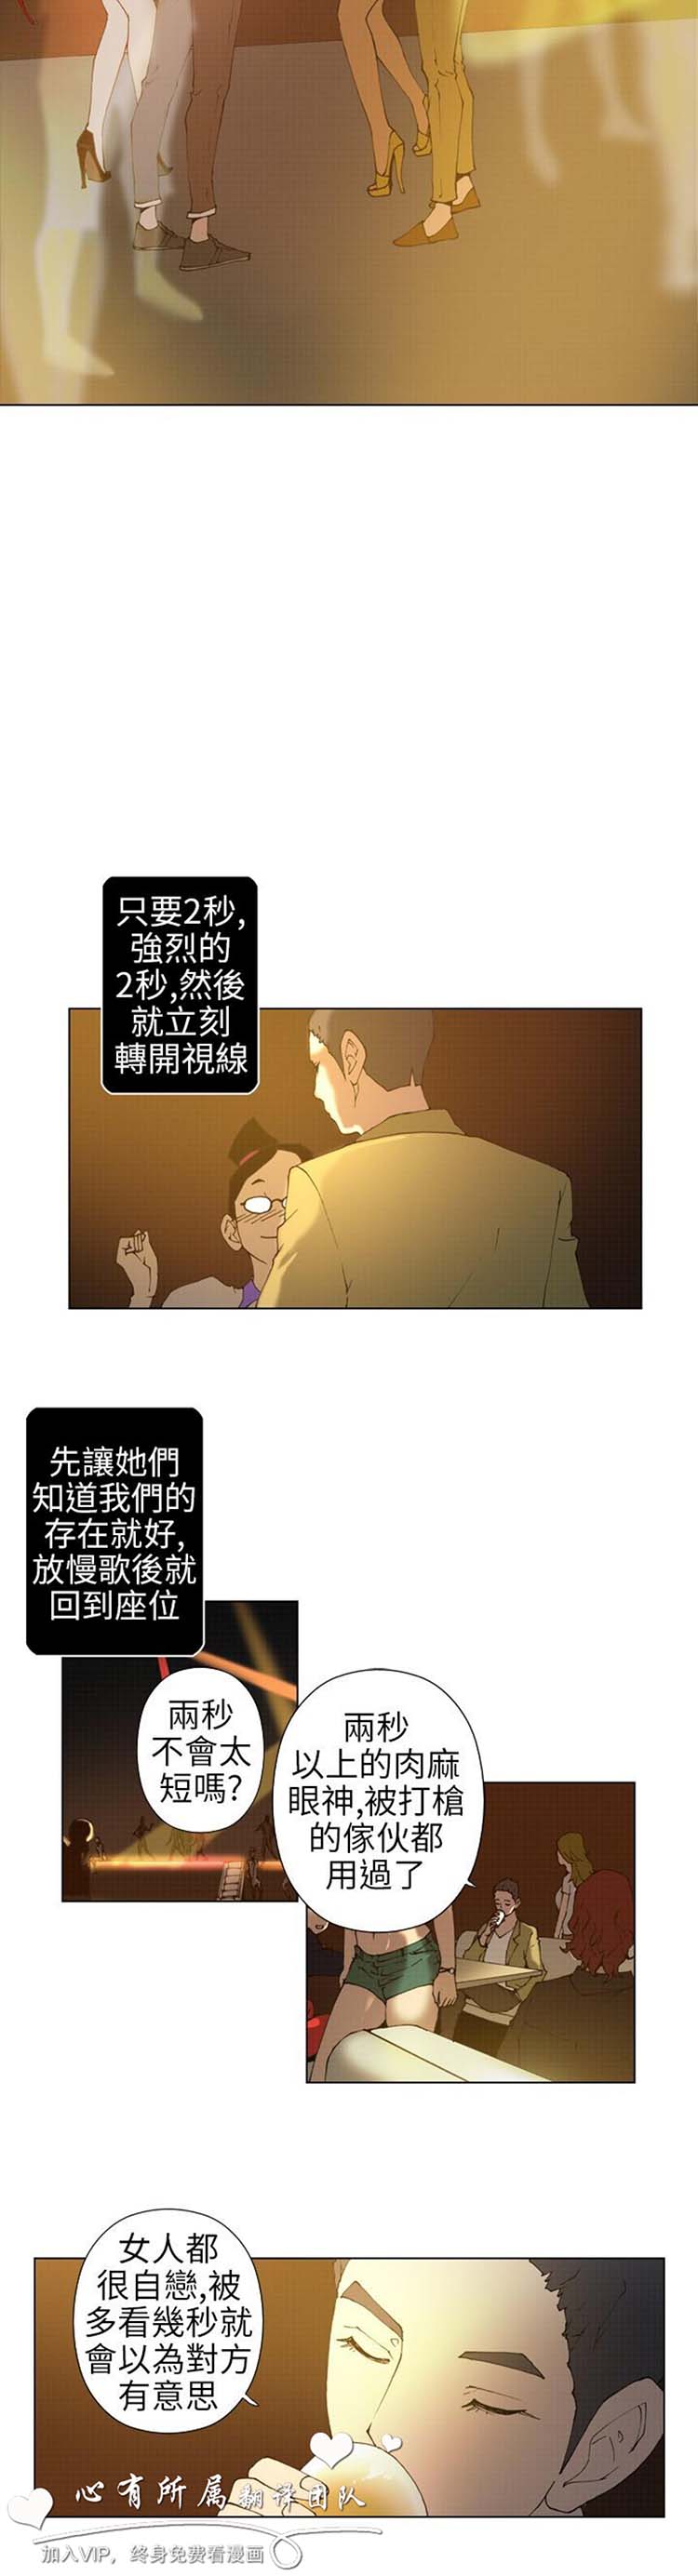 只要2秒,
強烈的
2秒,然後
就立刻
轉開視線
先讓她們
知道我們的
存在就好,
放慢歌後就
回到座位
兩秒
不會太
短嗎?
兩秒
以上的肉麻
眼神,被打槍
的傢伙都
用過了
女人都
很自戀,被
多看幾秒就
會以為對方
有意思
心有所属翻译团队
加入VIP，终身免费看漫画